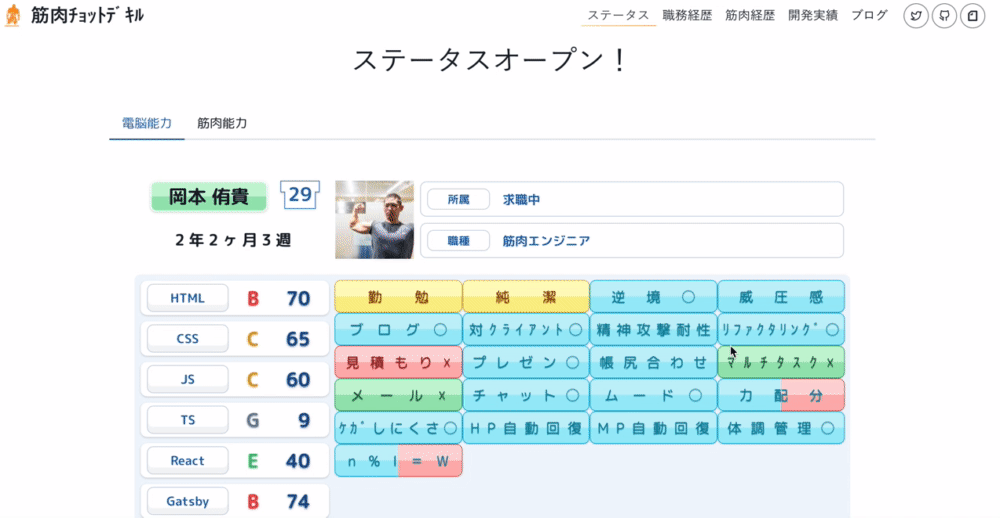 筋肉ﾁｮｯﾄﾃﾞｷﾙ
ステータス 職務経歴 筋肉経歴 開発実績 ブログ
ステータスオープン！
電脳能力 筋肉能力
岡本 侑貴 29
2年2ヶ月3週
所属 求職中
職種 筋肉エンジニア
HTML B 70
CSS C 65
JS C 60
TS G 9
React E 40
Gatsby B 74
勤勉 純潔 逆境○ 威圧感
ブログ○ 対クライアント○ 精神攻撃耐性 ﾘﾌｧｸﾀﾘﾝｸﾞ○
見積もり× プレゼン○ 帳尻合わせ マルチタスク×
メール× チャット○ ムード○ 力配分
ｹｶﾞしにくさ○ HP自動回復 MP自動回復 体調管理○
n%I=W